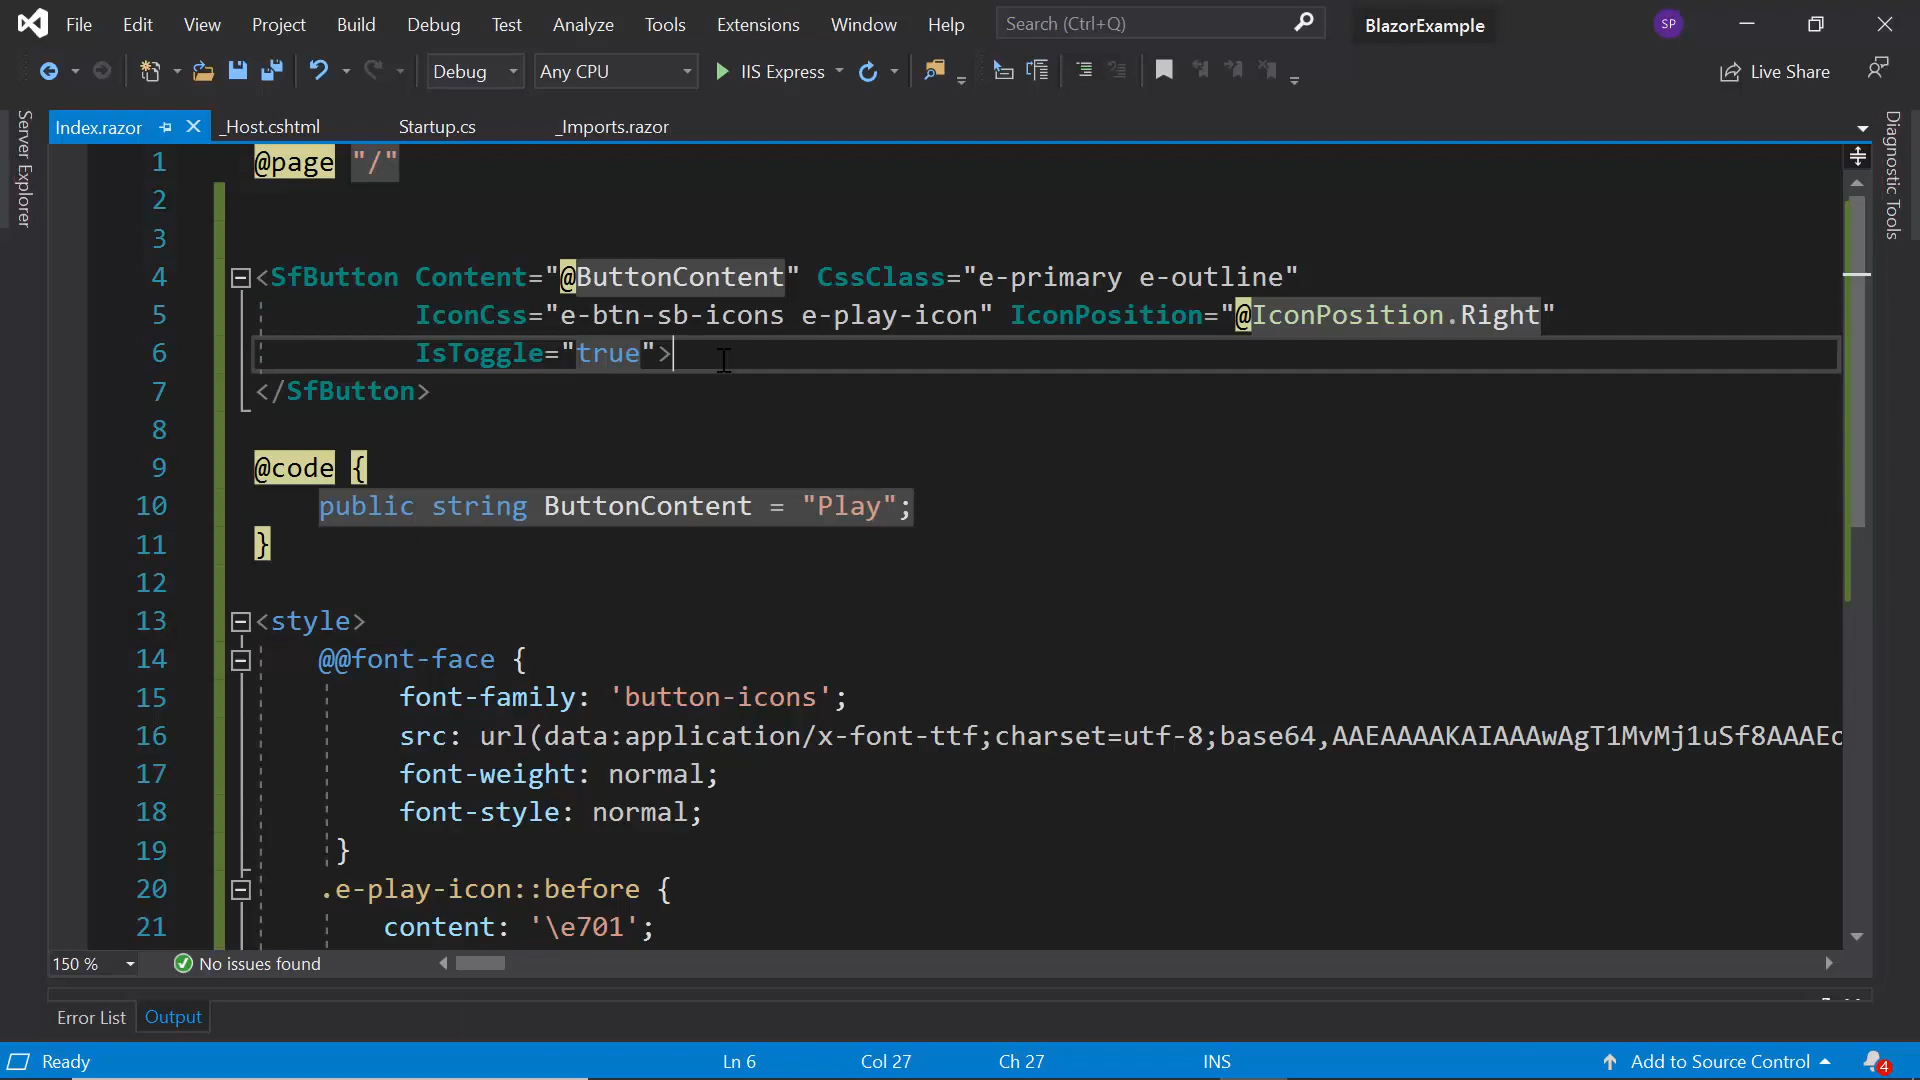 File Edit View Project Build Debug Test Analyze Tools Extensions Window Help Search (Ctrl+Q) BlazorExample SP
Debug Any CPU IIS Express Live Share
Server Explorer
Index.razor _Host.cshtml Startup.cs _Imports.razor
Diagnostic Tools
1 @page "/"
2
3
4 <SfButton Content="@ButtonContent" CssClass="e-primary e-outline"
5 IconCss="e-btn-sb-icons e-play-icon" IconPosition="@IconPosition.Right"
6 IsToggle="true">
7 </SfButton>
8
9 @code {
10 public string ButtonContent = "Play";
11 }
12
13 <style>
14 @@font-face {
15 font-family: 'button-icons';
16 src: url(data:application/x-font-ttf;charset=utf-8;base64,AAEAAAAKAIAAAwAgT1MvMj1uSf8AAAEc
17 font-weight: normal;
18 font-style: normal;
19 }
20 .e-play-icon::before {
21 content: '\e701';
150 % No issues found
Error List Output
Ready Ln 6 Col 27 Ch 27 INS Add to Source Control 4